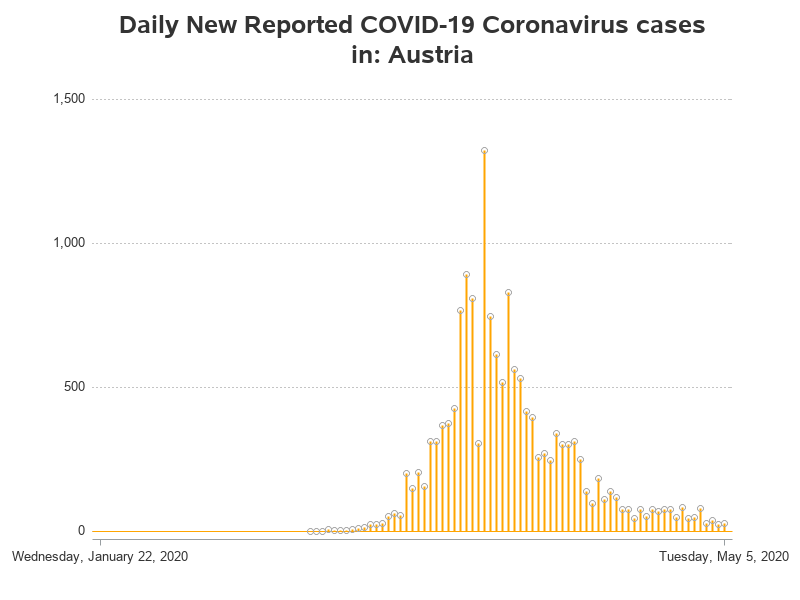 Daily New Reported COVID-19 Coronavirus cases
in: Austria
1,500
1,000
500
0
Wednesday, January 22, 2020
Tuesday, May 5, 2020